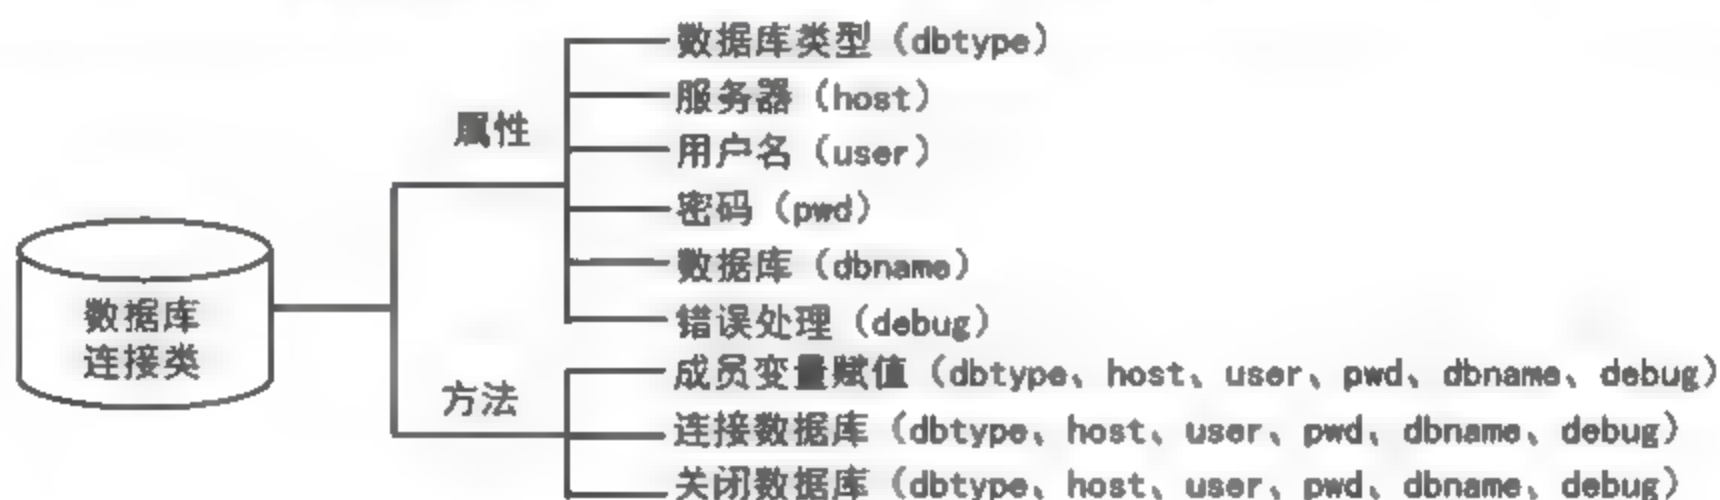 数据库类型（dbtype）
服务器（host）
属性
用户名（user）
密码（pwd）
数据库（dbname）
数据库
连接类
错误处理（debug）
方法
成员变量赋值（dbtype、host、user、pwd、dbname、debug）
连接数据库（dbtype、host、user、pwd、dbname、debug）
关闭数据库（dbtype、host、user、pwd、dbname、debug）